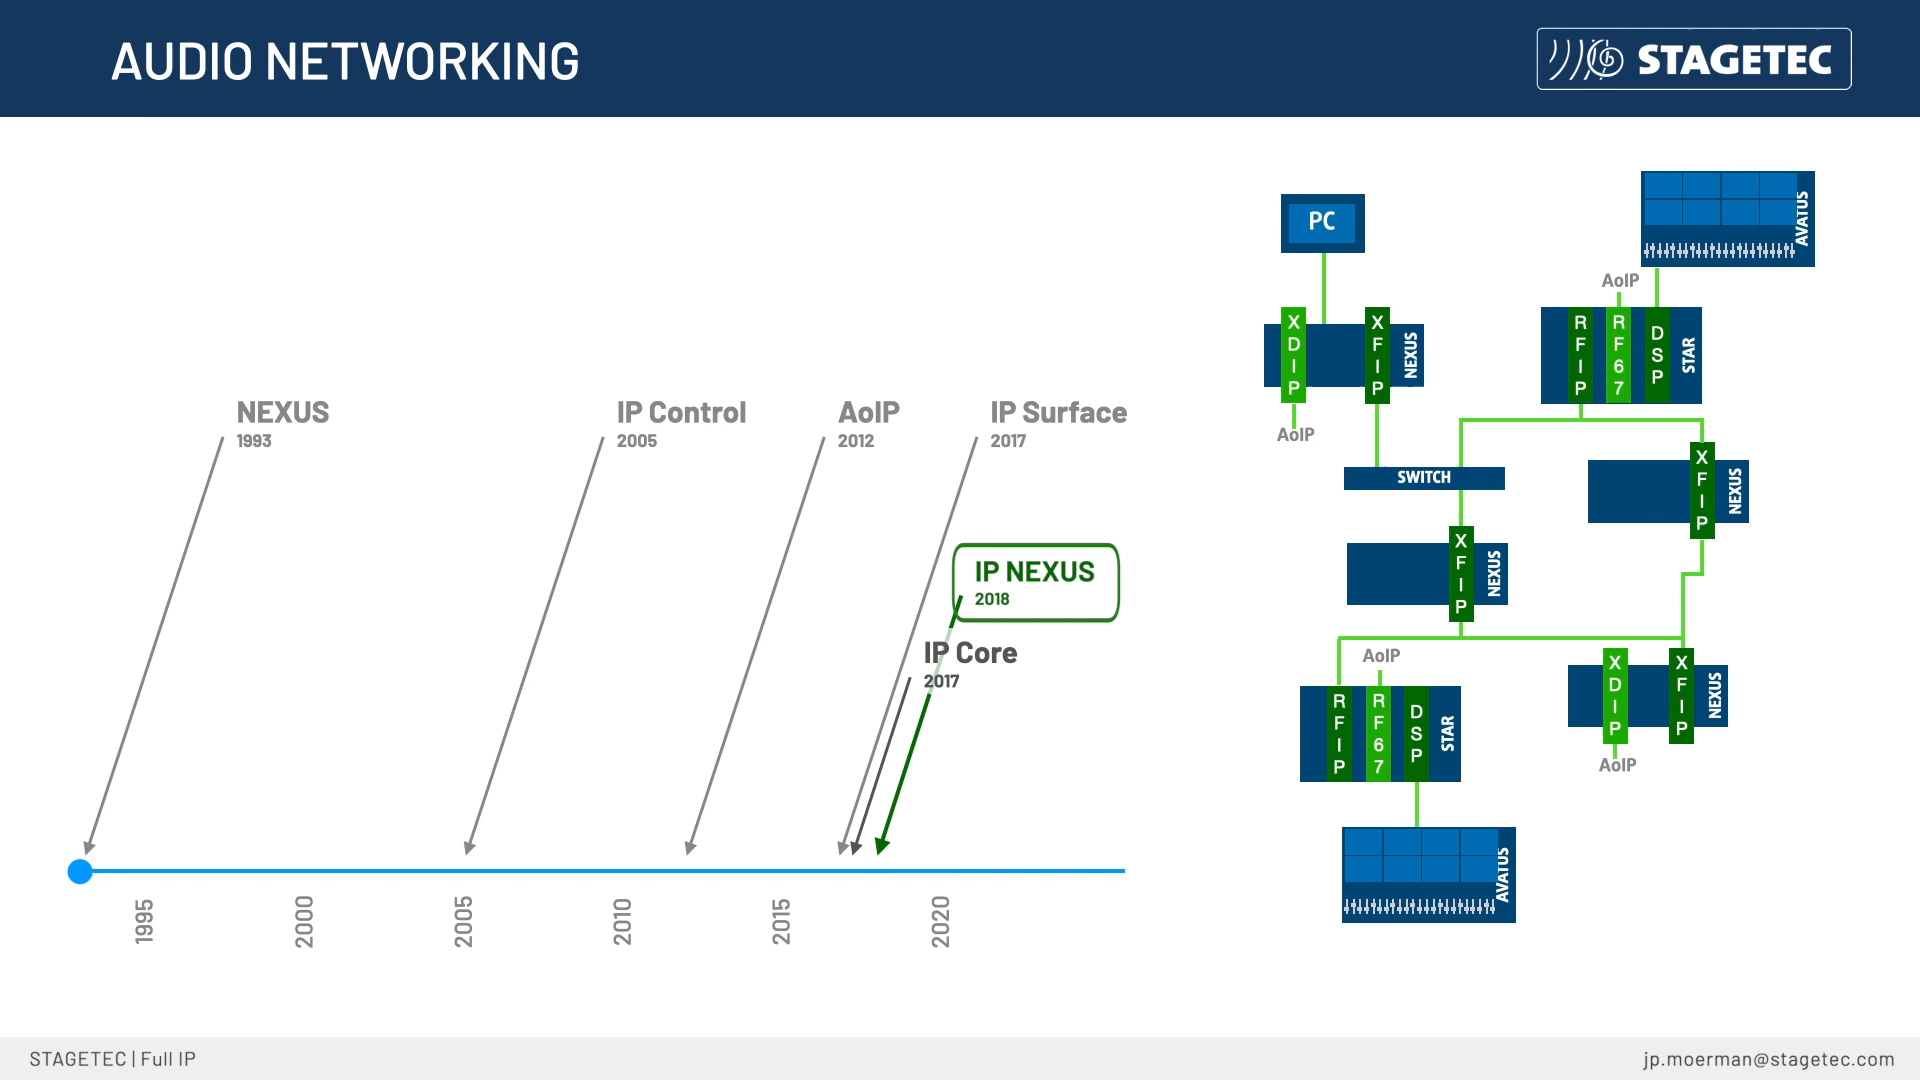 AUDIO NETWORKING
STAGETEC
NEXUS
1993
IP Control
2005
AoIP
2012
IP Surface
2017
IP NEXUS
2018
IP Core
2017
1995
2000
2005
2010
2015
2020
PC
AVATUS
AoIP
XDIP
XFIP
NEXUS
RFIP
RF67
DSP
STAR
AoIP
SWITCH
XFIP
NEXUS
XFIP
NEXUS
AoIP
RFIP
RF67
DSP
STAR
XDIP
XFIP
NEXUS
AoIP
AVATUS
STAGETEC | Full IP
jp.moerman@stagetec.com